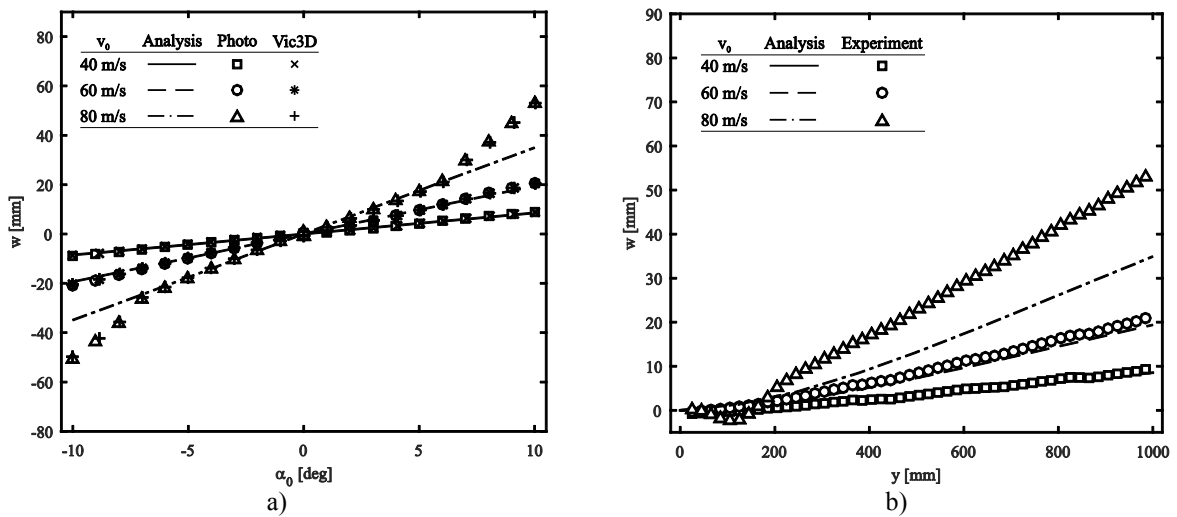 80
60
40
20
0
-20
-40
-60
-80
-10
-5
0
5
10
w [mm]
α0 [deg]
v0 Analysis Photo Vic3D
40 m/s
60 m/s
80 m/s
a)
90
80
70
60
50
40
30
20
10
0
0
200
400
600
800
1000
w [mm]
y [mm]
v0 Analysis Experiment
40 m/s
60 m/s
80 m/s
b)